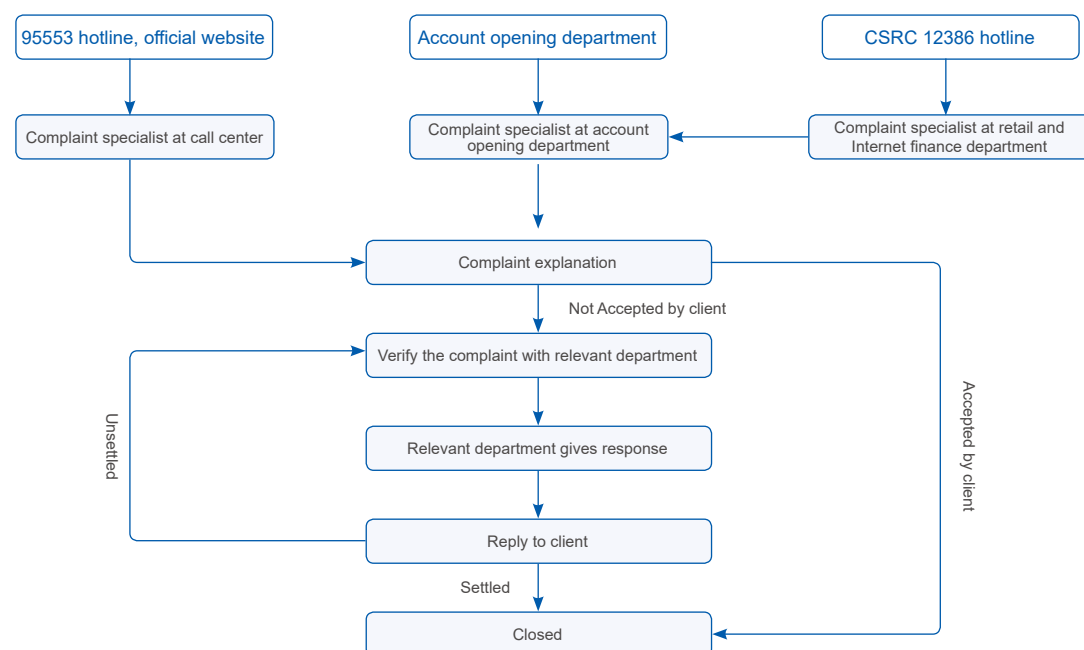 95553 hotline, official website
Account opening department
CSRC 12386 hotline
Complaint specialist at call center
Complaint specialist at account
opening department
Complaint specialist at retail and
Internet finance department
Complaint explanation
Not Accepted by client
Verify the complaint with relevant department
Unsettled
Accepted by client
Relevant department gives response
Reply to client
Settled
Closed